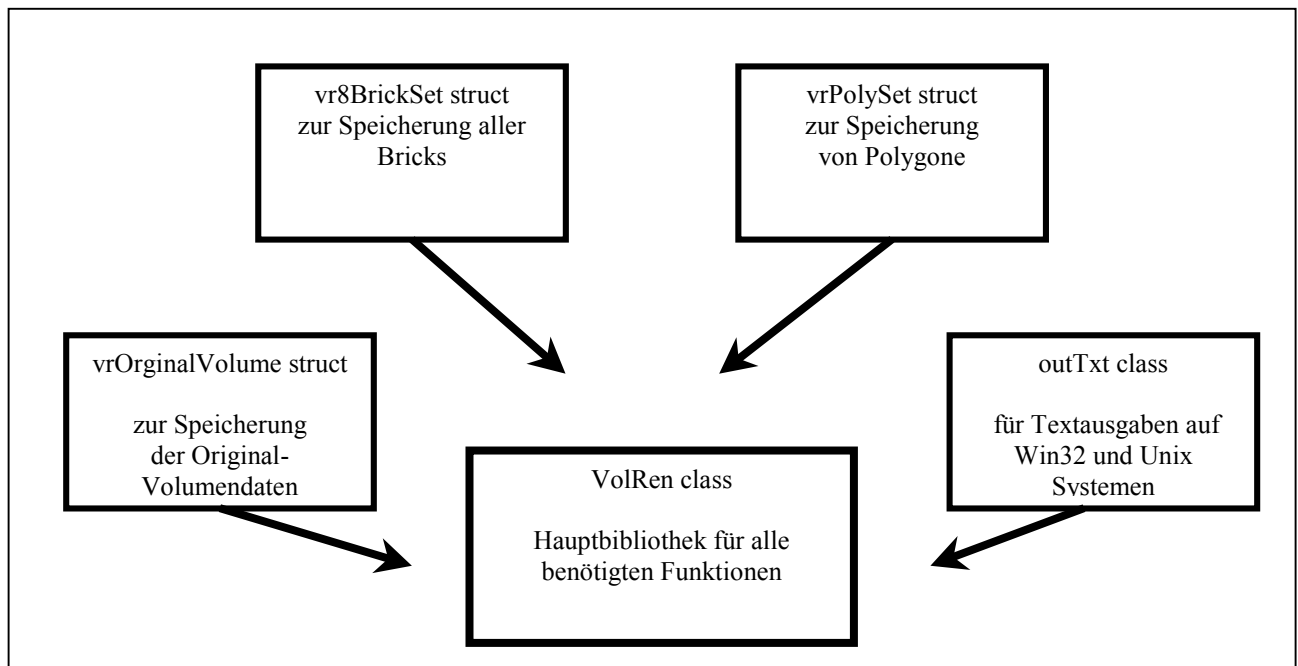 vr8BrickSet struct
zur Speicherung aller
Bricks
vrPolySet struct
zur Speicherung
von Polygone
vrOrginalVolume struct
zur Speicherung
der Original-
Volumendaten
outTxt class
für Textausgaben auf
Win32 und Unix
Systemen
VolRen class
Hauptbibliothek für alle
benötigten Funktionen